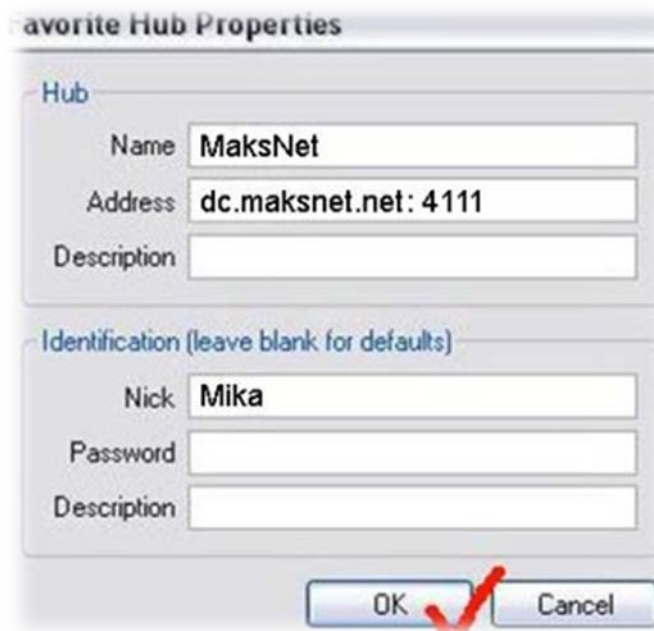 avorite Hub Properties
Hub
Name MaksNet
Address dc.maksnet.net: 4111
Description
Identification (leave blank for defaults)
Nick Mika
Password
Description
OK Cancel